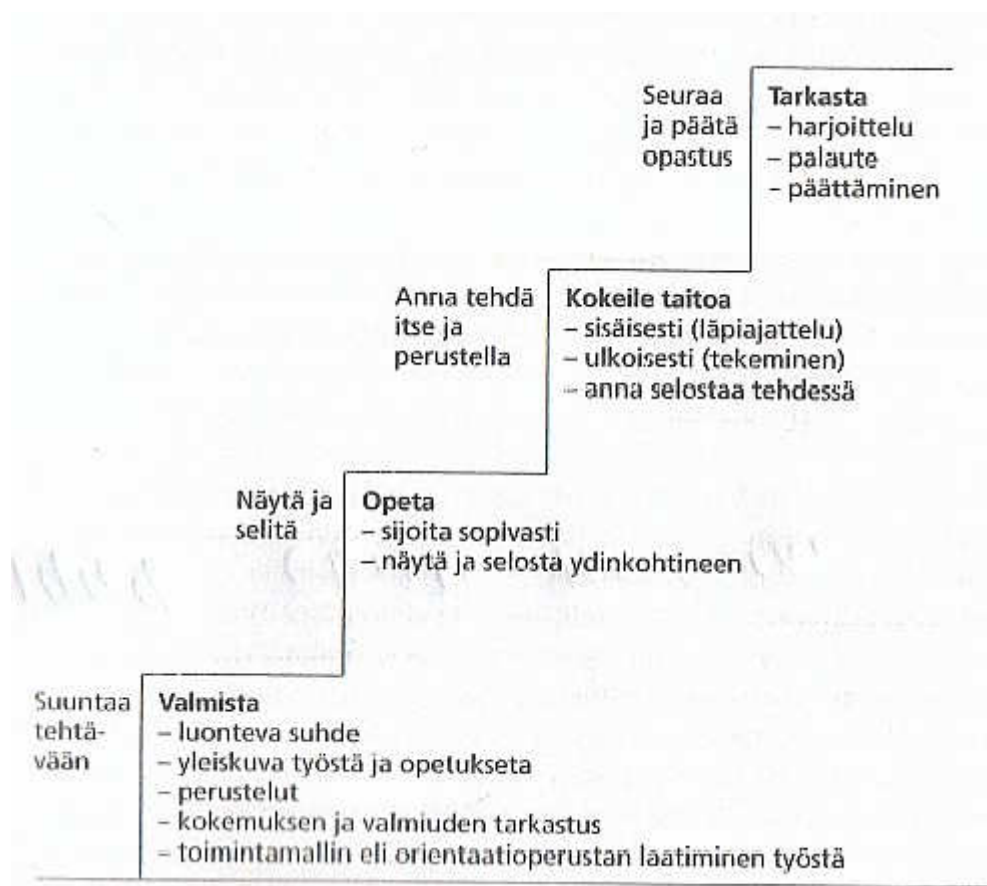 Seuraa
ja päätä
opastus
Tarkasta
– harjoittelu
– palaute
– päättäminen
Anna tehdä
itse ja
perustella
Kokeile taitoa
– sisäisesti (läpiajattelu)
– ulkoisesti (tekeminen)
– anna selostaa tehdessä
Näytä ja
selitä
Opeta
– sijoita sopivasti
– näytä ja selosta ydinkohtineen
Suuntaa
tehtä-
vään
Valmista
– luonteva suhde
– yleiskuva työstä ja opetukseta
– perustelut
– kokemuksen ja valmiuden tarkastus
– toimintamallin eli orientaatioperustan laatiminen työstä